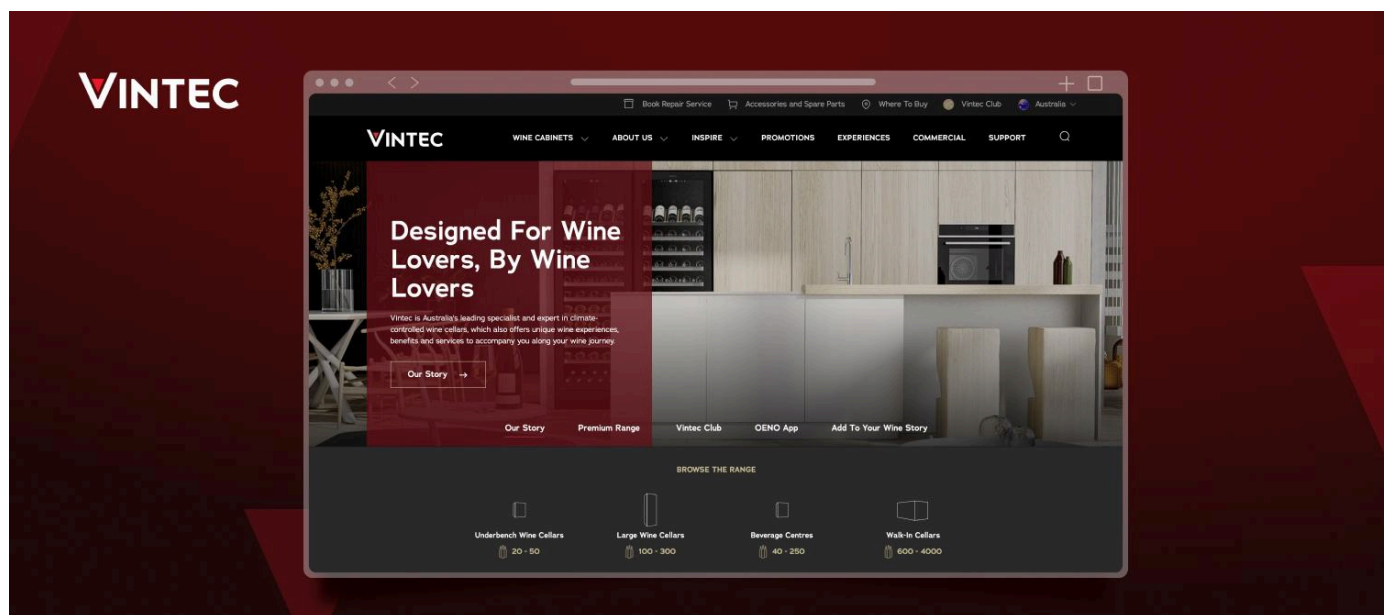 VINTEC
Book Repair Service Accessories and Spare Parts Where To Buy Vintec Club Australia
VINTEC WINE CABINETS ABOUT US INSPIRE PROMOTIONS EXPERIENCES COMMERCIAL SUPPORT
Designed For Wine
Lovers, By Wine
Lovers
Vintec is Australia's leading specialist and expert in climate-
controlled wine cellars, which also offers unique wine experiences,
benefits and services to accompany you along your wine journey.
Our Story →
Our Story Premium Range Vintec Club OENO App Add To Your Wine Story
BROWSE THE RANGE
Underbench Wine Cellars Large Wine Cellars Beverage Centres Walk-In Cellars
20 - 50 100 - 300 40 - 250 600 - 4000